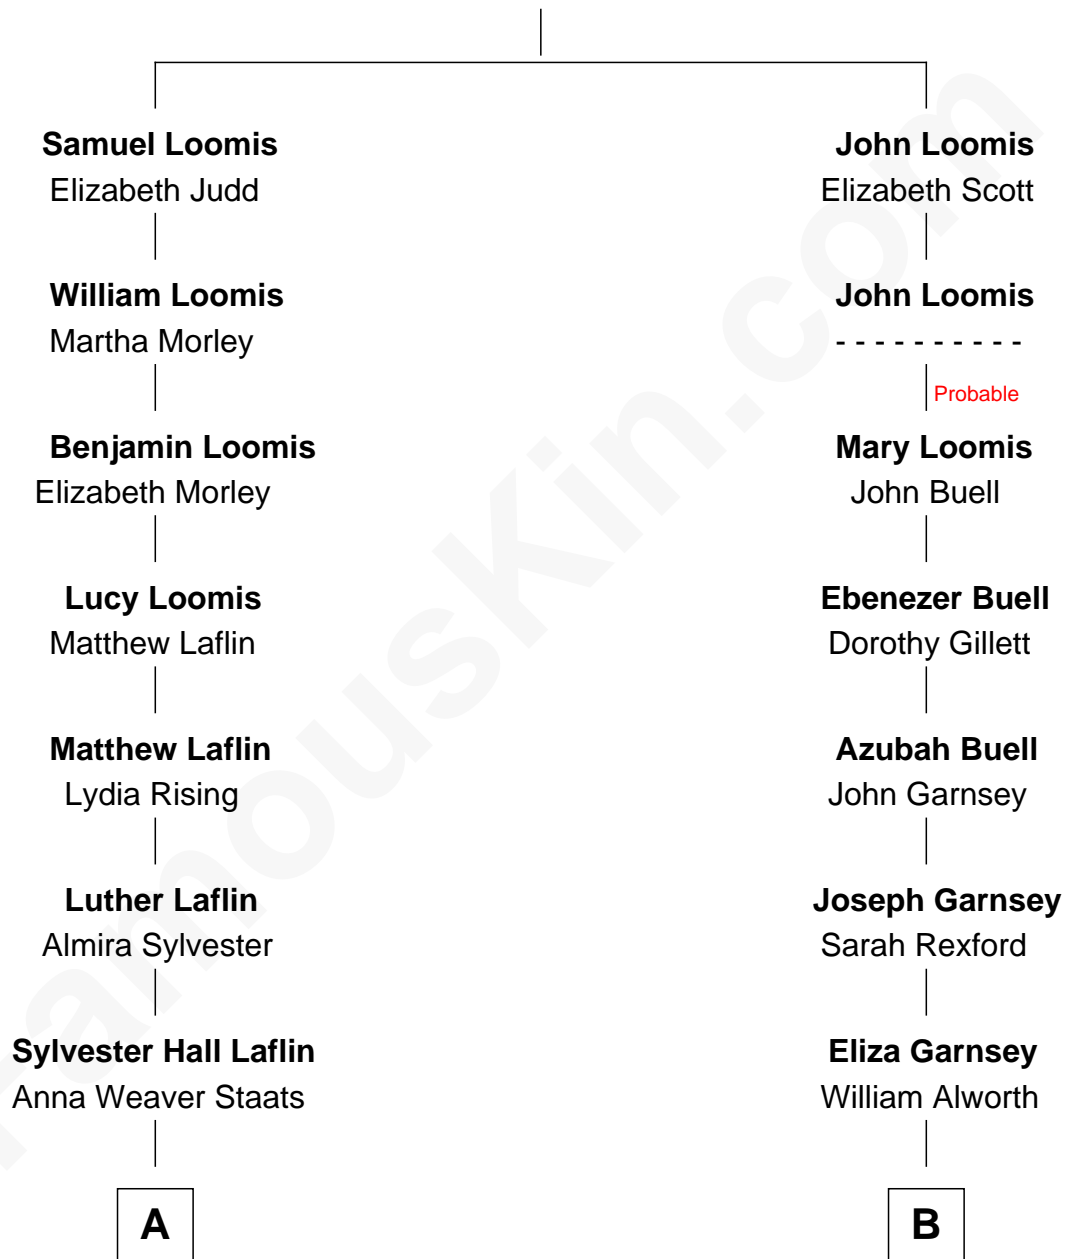 Samuel Loomis
Elizabeth Judd
William Loomis
Martha Morley
Benjamin Loomis
Elizabeth Morley
Lucy Loomis
Matthew Laflin
Matthew Laflin
Lydia Rising
Luther Laflin
Almira Sylvester
Sylvester Hall Laflin
Anna Weaver Staats
A
John Loomis
Elizabeth Scott
John Loomis
- - - - - - - - - -
Probable
Mary Loomis
John Buell
Ebenezer Buell
Dorothy Gillett
Azubah Buell
John Garnsey
Joseph Garnsey
Sarah Rexford
Eliza Garnsey
William Alworth
B
FamousKin.com